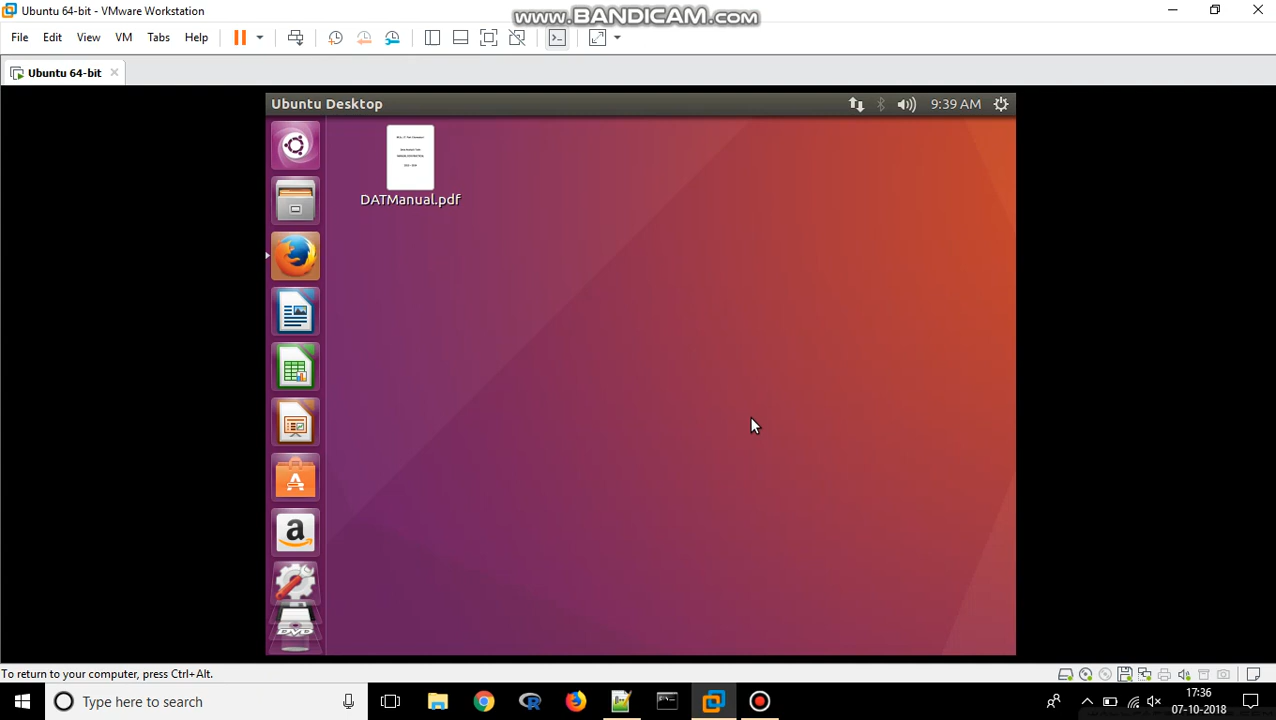 Ubuntu 64-bit - VMware Workstation
www.BANDICAM.com
File Edit View VM Tabs Help
Ubuntu 64-bit
Ubuntu Desktop
9:39 AM
DATManual.pdf
a
DVD
To return to your computer, press Ctrl+Alt.
Type here to search
17:36
07-10-2018